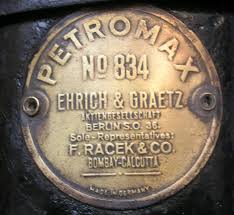 PETROMAX
No 834
EHRICH & GRAETZ
AKTIENGESELLSCHAFT
BERLIN S.O. 36.
Sole-Representatives:
F. RACEK & CO.
BOMBAY-CALCUTTA
MADE IN GERMANY